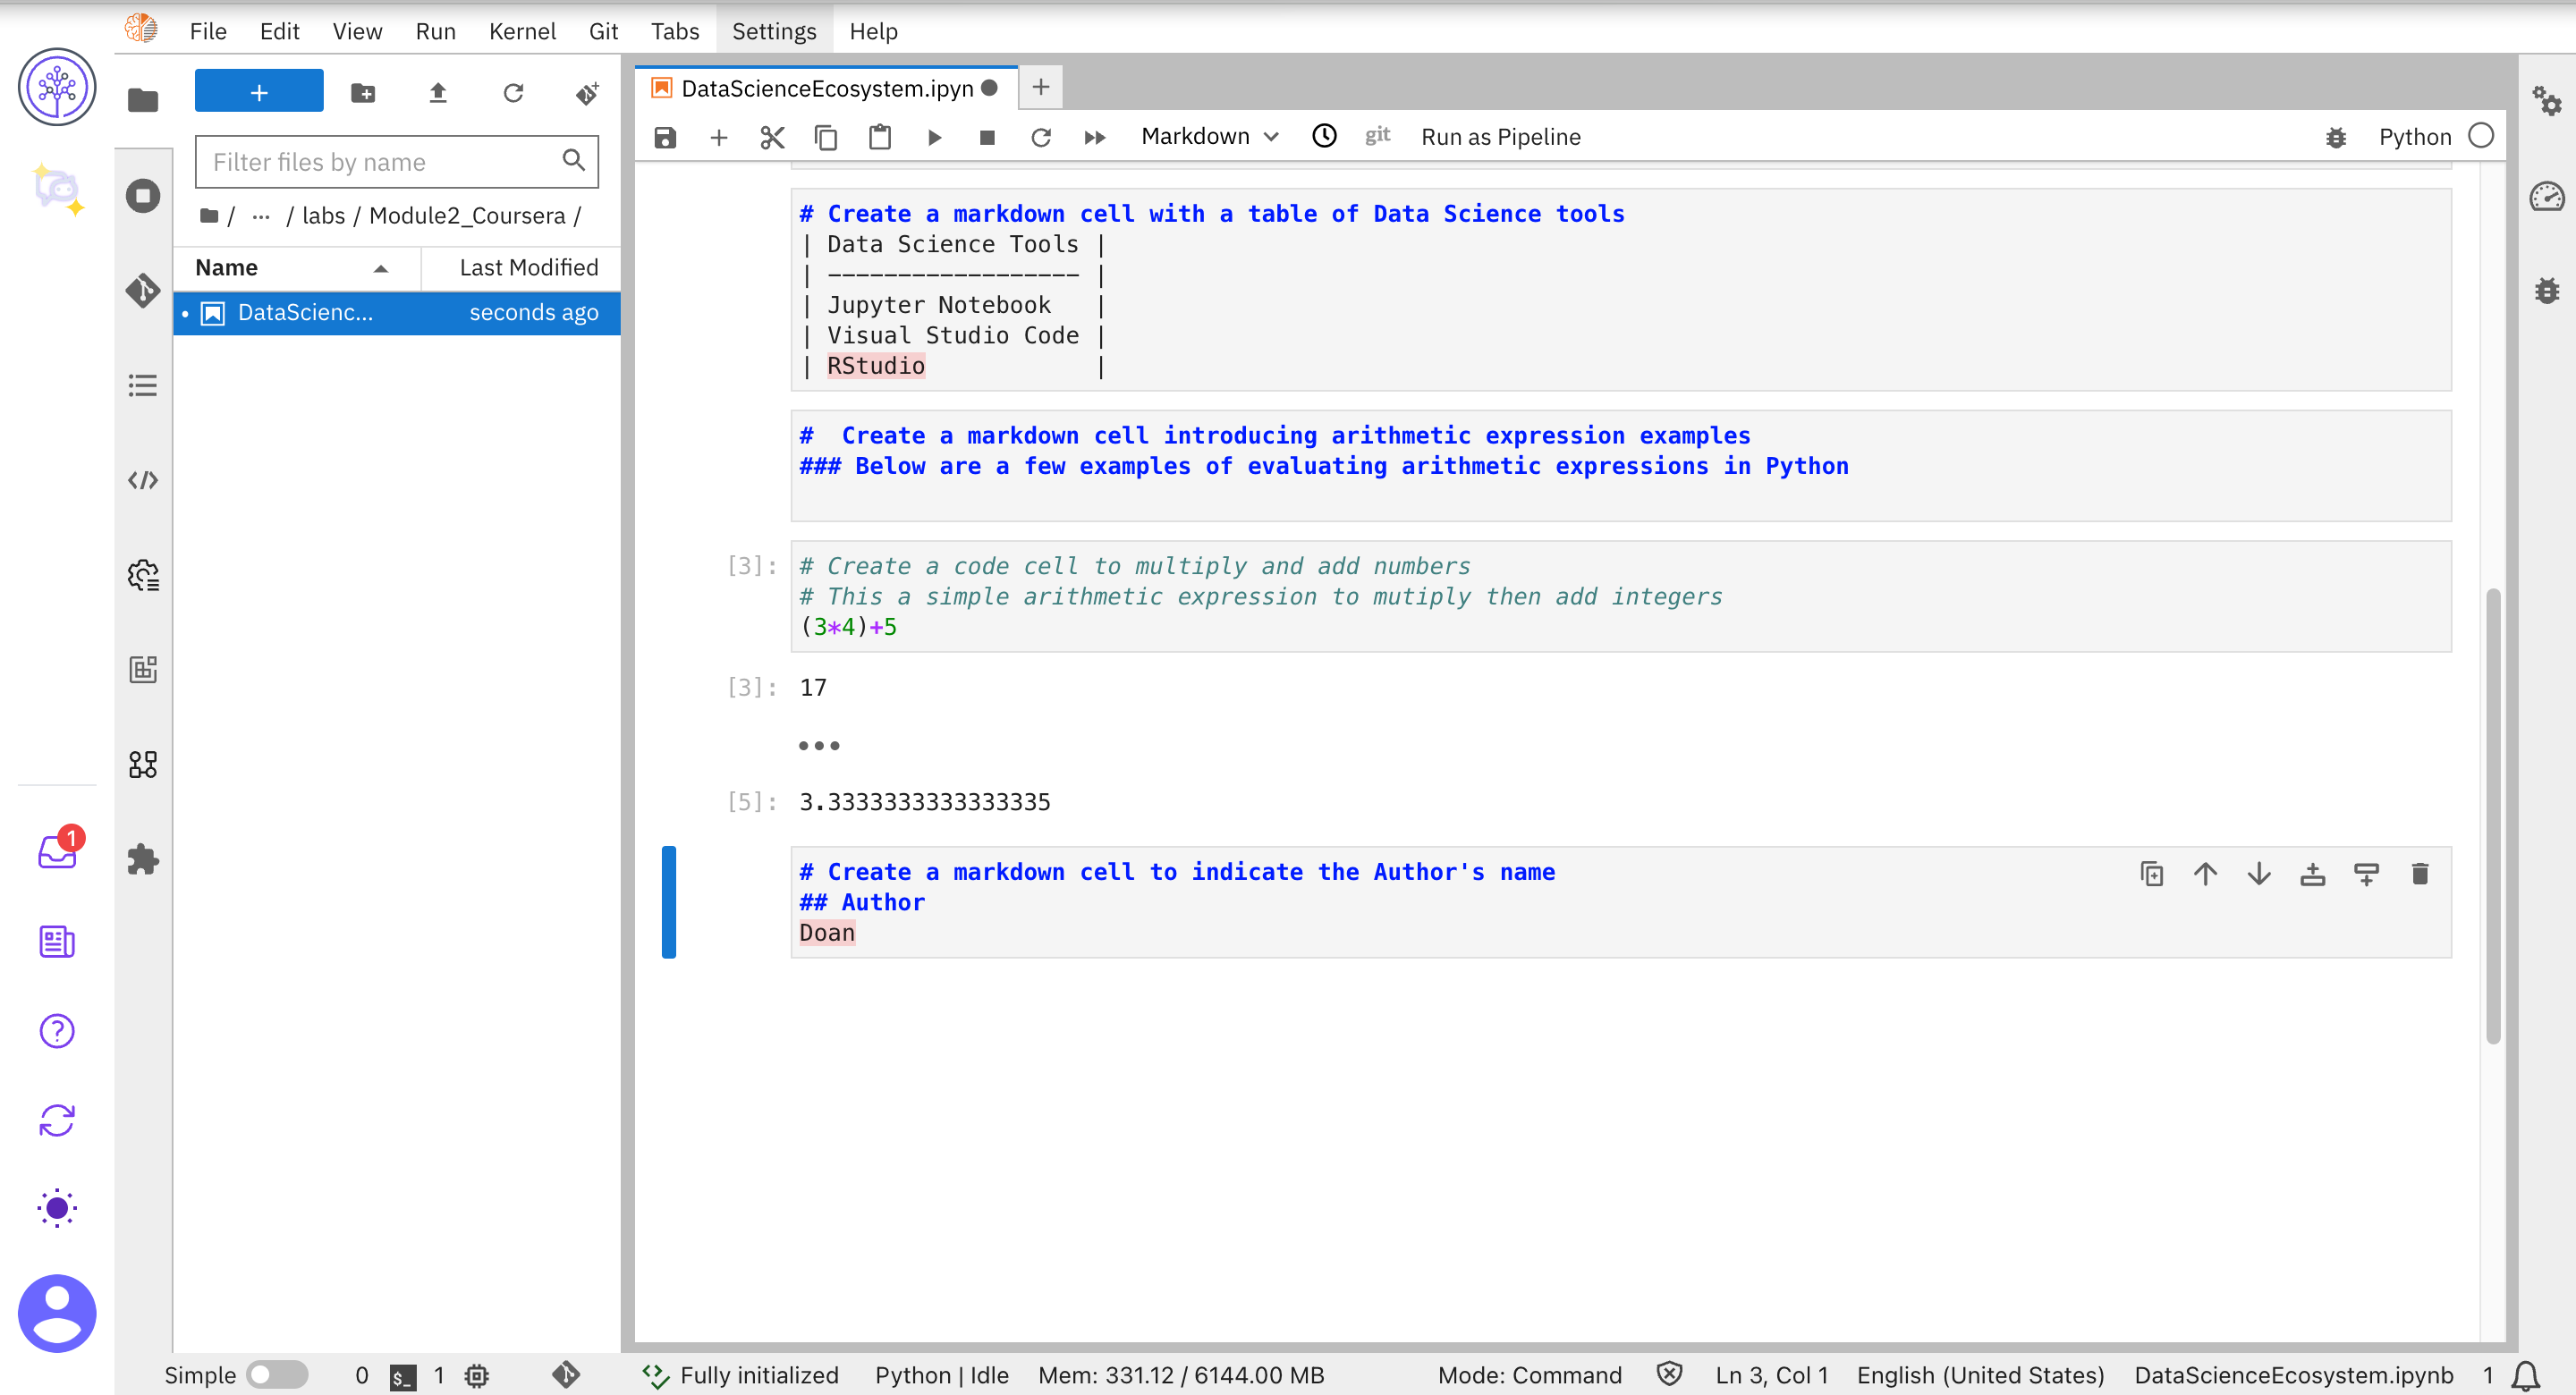 File Edit View Run Kernel Git Tabs Settings Help
DataScienceEcosystem.ipyn
Markdown git Run as Pipeline Python
Filter files by name
/ ... / labs / Module2_Coursera /
Name Last Modified
DataScienc... seconds ago
# Create a markdown cell with a table of Data Science tools
| Data Science Tools |
| ------------------ |
| Jupyter Notebook |
| Visual Studio Code |
| RStudio |
#  Create a markdown cell introducing arithmetic expression examples
### Below are a few examples of evaluating arithmetic expressions in Python
[3]: # Create a code cell to multiply and add numbers
# This a simple arithmetic expression to mutiply then add integers
(3*4)+5
[3]: 17
[5]: 3.3333333333333335
# Create a markdown cell to indicate the Author's name
## Author
Doan
1
Simple 0 $_ 1 Fully initialized Python | Idle Mem: 331.12 / 6144.00 MB Mode: Command Ln 3, Col 1 English (United States) DataScienceEcosystem.ipynb 1